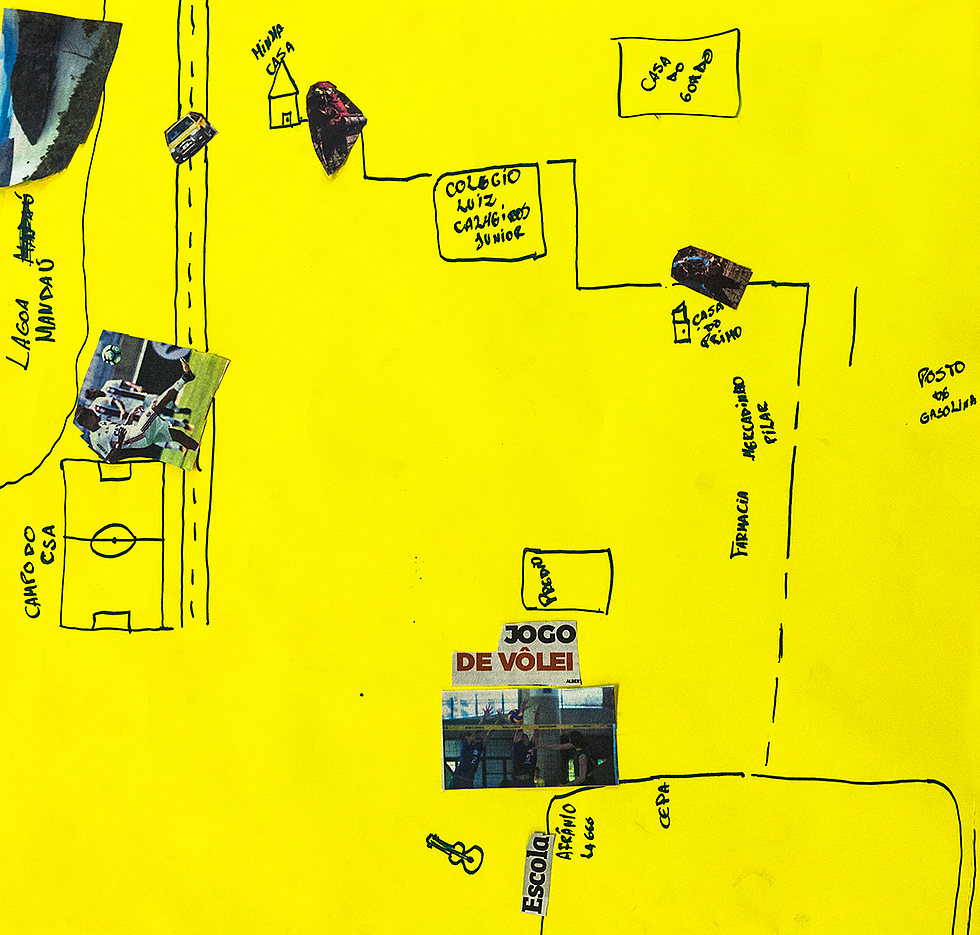 MINHA
CASA
CASA
DO
GORDO
COLEGIO
LUIZ
CALHEIROS
JUNIOR
LAGOA
MANDAÚ
CASA
DO
PRIMO
MERCADINHO
PILAR
POSTO
DE
GASOLINA
FARMACIA
CAMPO DO
CSA
PREDIO
JOGO
DE VÔLEI
CEPA
AFRÂNIO
LAGES
Escola